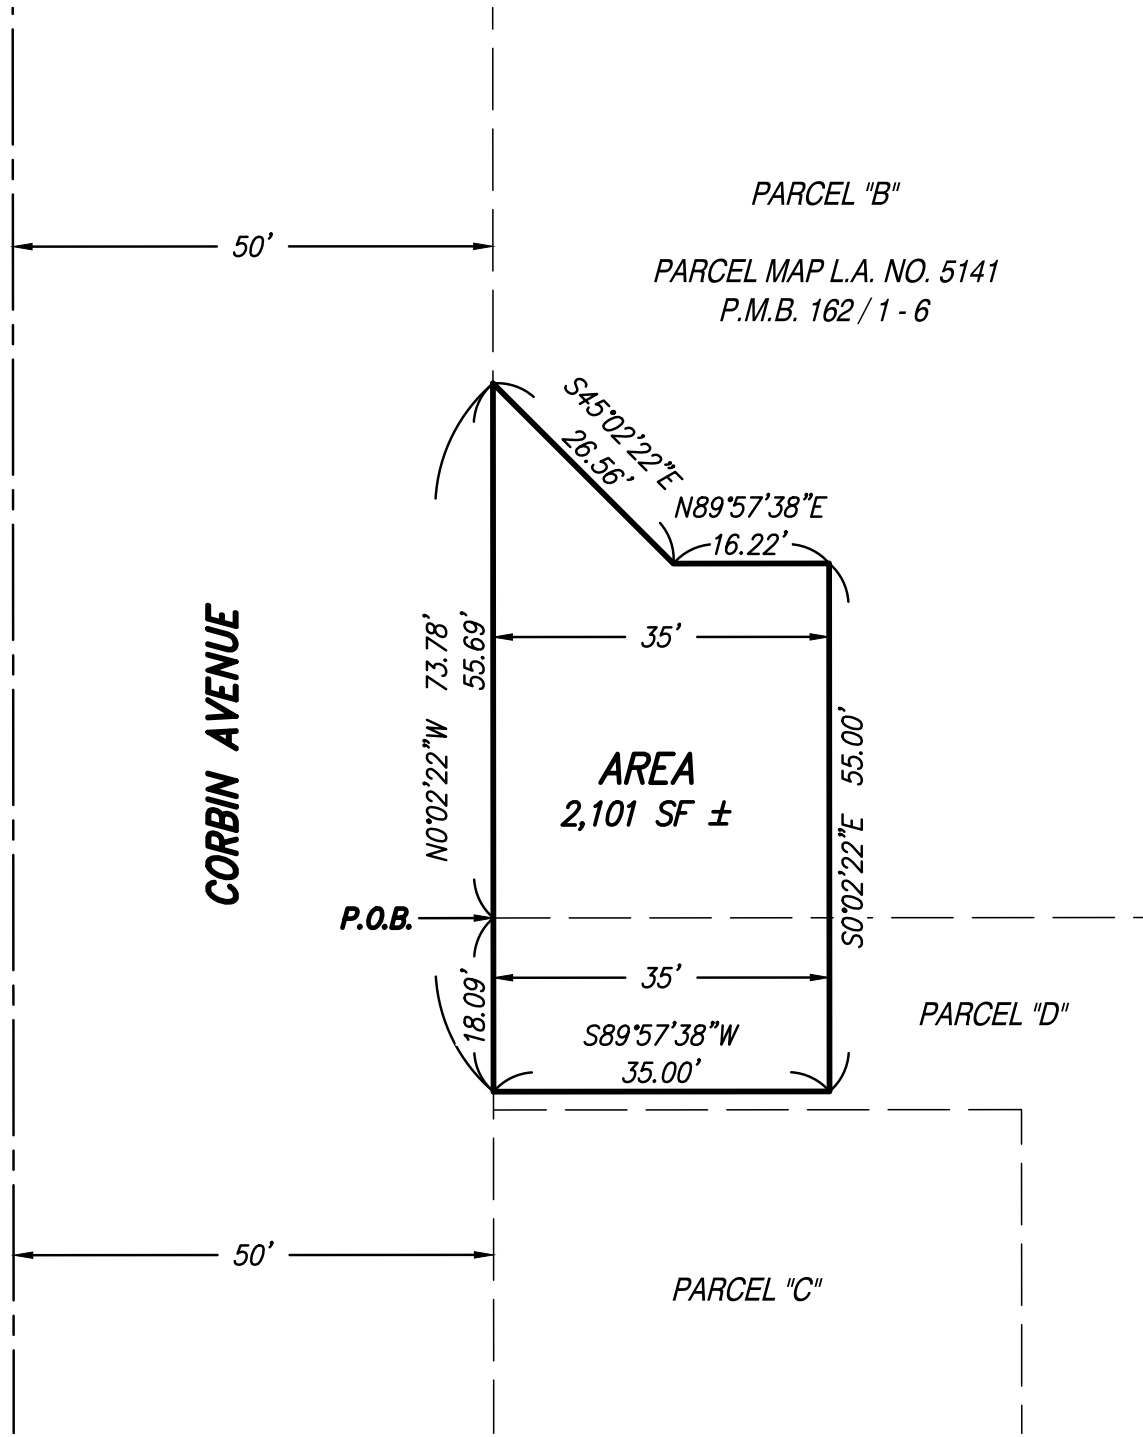 PARCEL "B"
50'
PARCEL MAP L.A. NO. 5141
P.M.B. 162 / 1 - 6
S45°02'22"E
26.56'
N89°57'38"E
16.22'
CORBIN AVENUE
N0°02'22"W 73.78'
55.69'
35'
AREA
2,101 SF ±
S0°02'22"E 55.00'
P.O.B.
18.09'
35'
S89°57'38"W
35.00'
PARCEL "D"
50'
PARCEL "C"